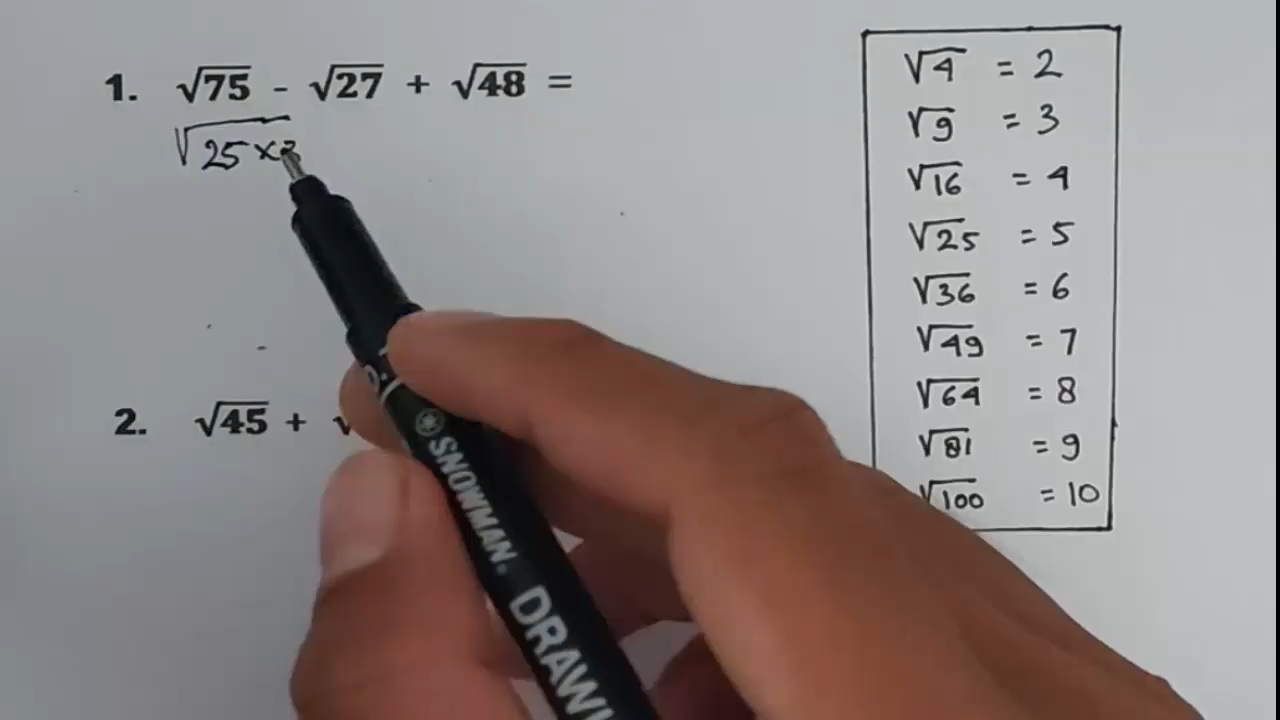 1. √75 - √27 + √48 =
√25 × 3
2. √45 +
√4 = 2
√9 = 3
√16 = 4
√25 = 5
√36 = 6
√49 = 7
√64 = 8
√81 = 9
√100 = 10
SNOWMAN.